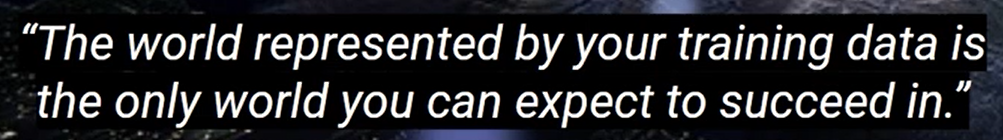 “The world represented by your training data is
the only world you can expect to succeed in.”